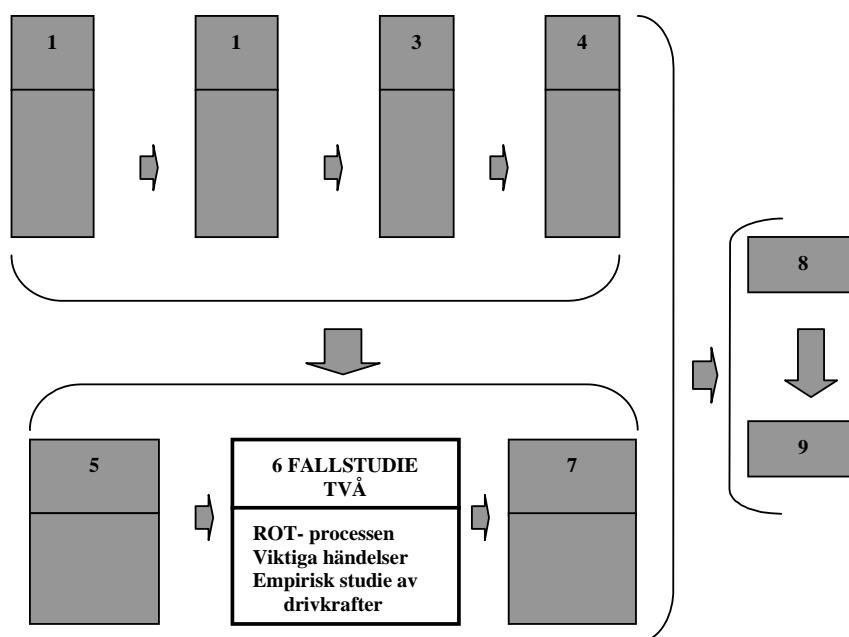 1
1
3
4
8
9
5
6 FALLSTUDIE
TVÅ
7
ROT- processen
Viktiga händelser
Empirisk studie av
drivkrafter